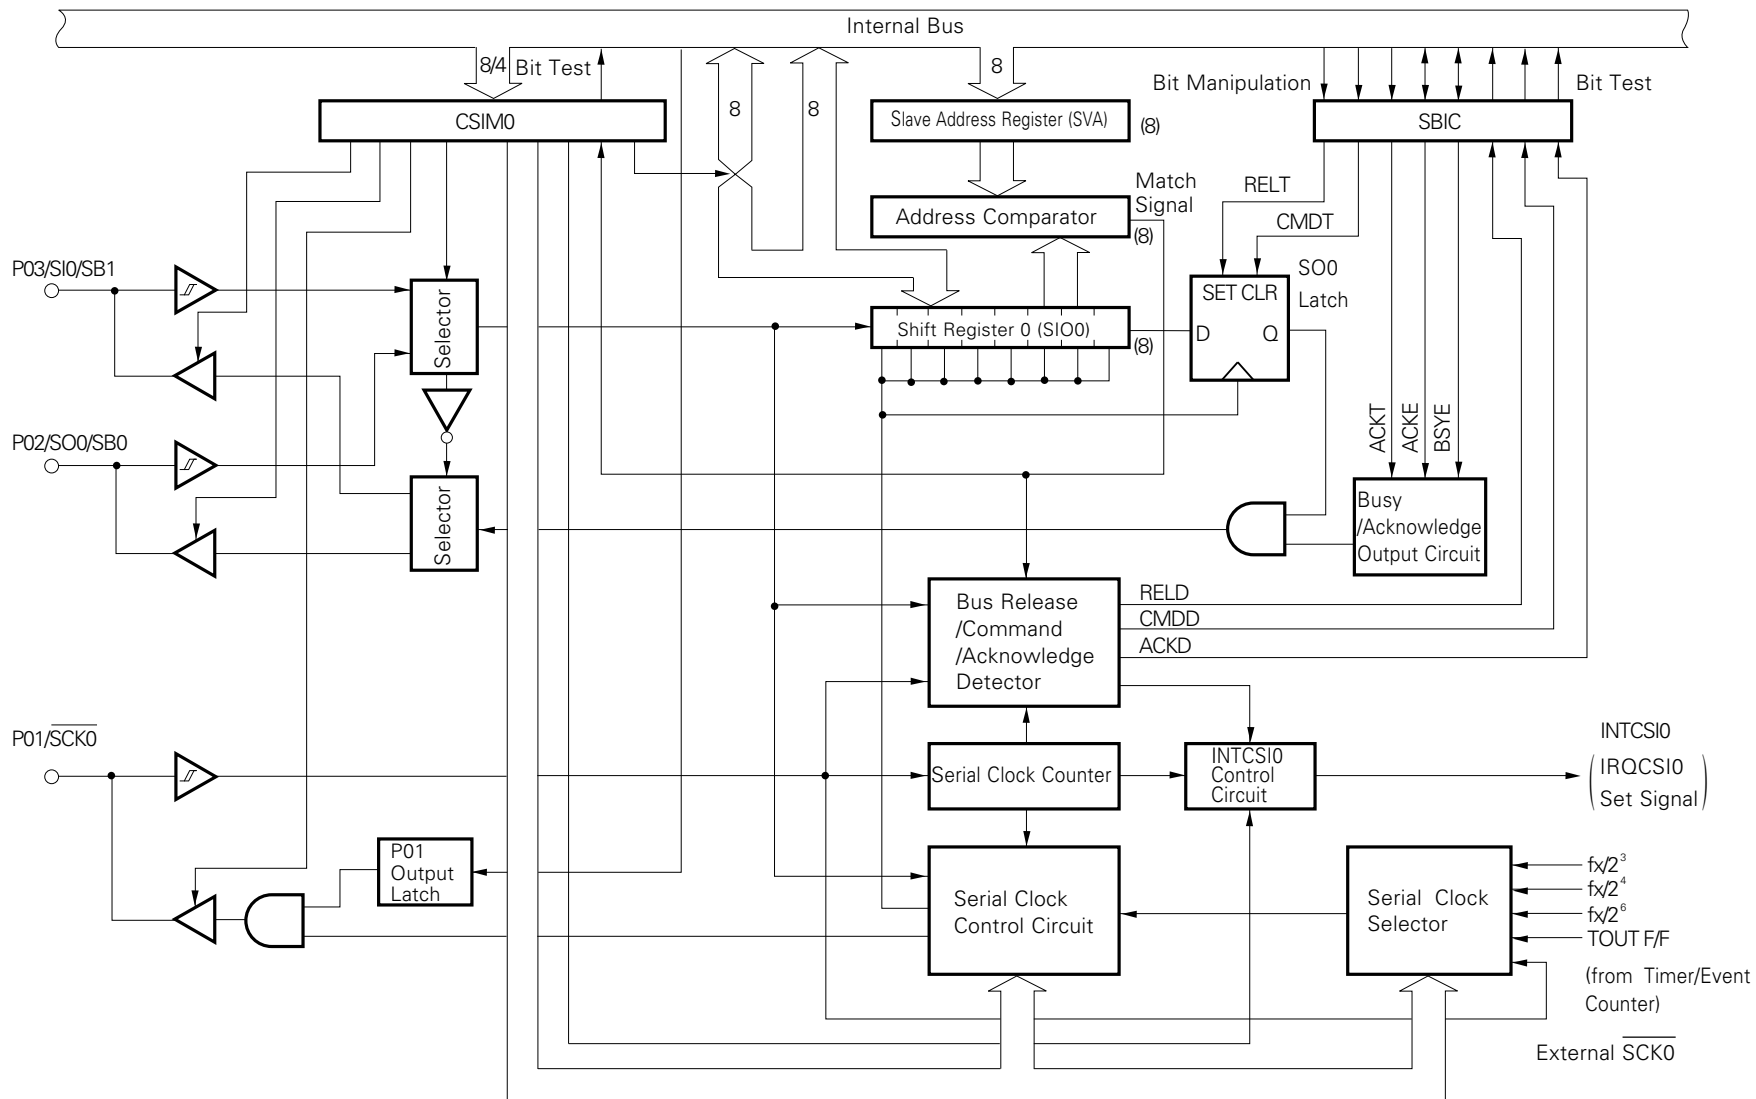 Internal Bus
8/4
Bit Test
8
8
8
Bit Manipulation
Bit Test
CSIM0
Slave Address Register (SVA)
(8)
SBIC
Match
Signal
RELT
Address Comparator
(8)
CMDT
P03/SI0/SB1
Selector
SO0
Latch
SET CLR
D
Q
Shift Register 0 (SIO0)
(8)
P02/SO0/SB0
Selector
ACKT
ACKE
BSYE
Busy
/Acknowledge
Output Circuit
Bus Release
/Command
/Acknowledge
Detector
RELD
CMDD
ACKD
P01/SCK0
Serial Clock Counter
INTCSI0
Control
Circuit
INTCSI0
(IRQCSI0
Set Signal)
P01
Output
Latch
Serial Clock
Control Circuit
Serial Clock
Selector
fx/2³
fx/2⁴
fx/2⁶
TOUT F/F
(from Timer/Event
Counter)
External SCK0